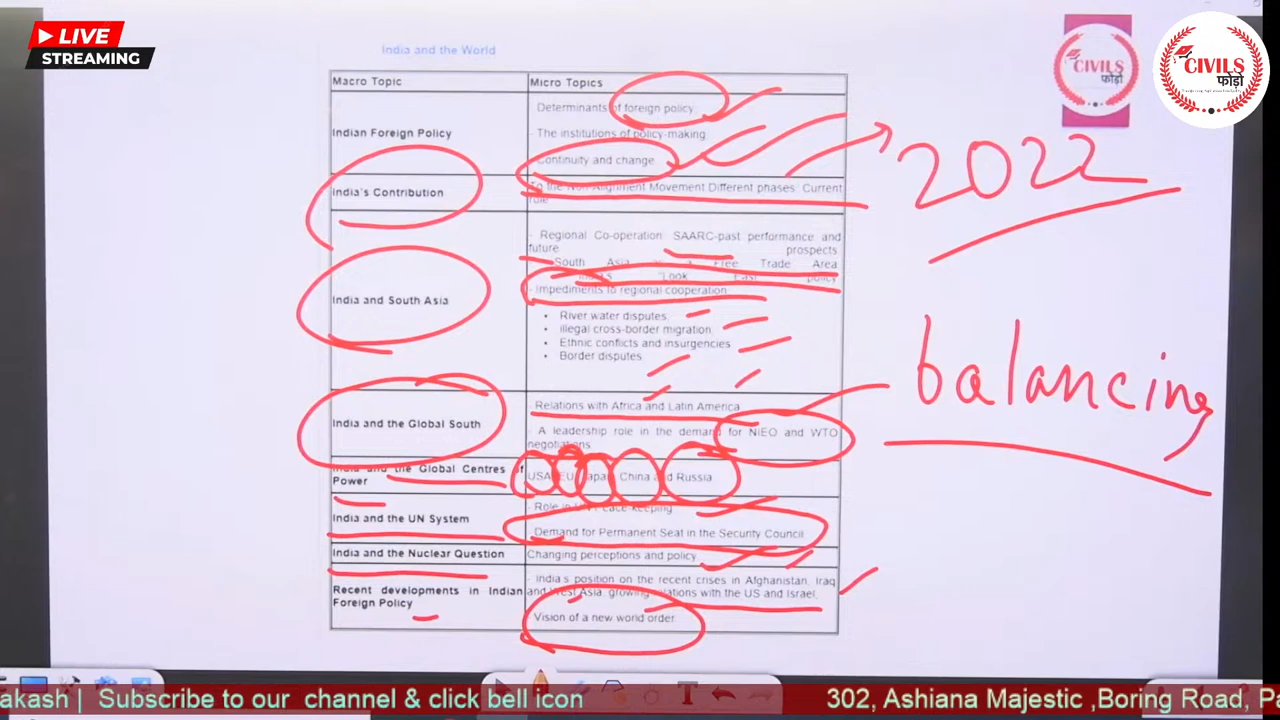 LIVE
STREAMING
India and the World
CIVILS
फोड़ो
CIVILS
फोड़ो
Macro Topic
Micro Topics
Determinants of foreign policy
Indian Foreign Policy
- The institutions of policy-making
Continuity and change
2022
India's Contribution
To the Non-Alignment Movement Different phases Current
role
- Regional Co-operation SAARC-past performance and
future prospects
South Asia as a Free Trade Area
India's "Look East policy
India and South Asia
- Impediments to regional cooperation
• River water disputes
• illegal cross-border migration
• Ethnic conflicts and insurgencies
• Border disputes
balancing
India and the Global South
Relations with Africa and Latin America
- A leadership role in the demand for NIEO and WTO
negotiations
India and the Global Centres of
Power
USA, EU, Japan, China and Russia
India and the UN System
- Role in UN Peace-keeping
Demand for Permanent Seat in the Security Council
India and the Nuclear Question
Changing perceptions and policy
Recent developments in Indian
Foreign Policy
- India's position on the recent crises in Afghanistan, Iraq
and West Asia, growing relations with the US and Israel,
Vision of a new world order
T
akash | Subscribe to our channel & click bell icon
302, Ashiana Majestic ,Boring Road, Pa